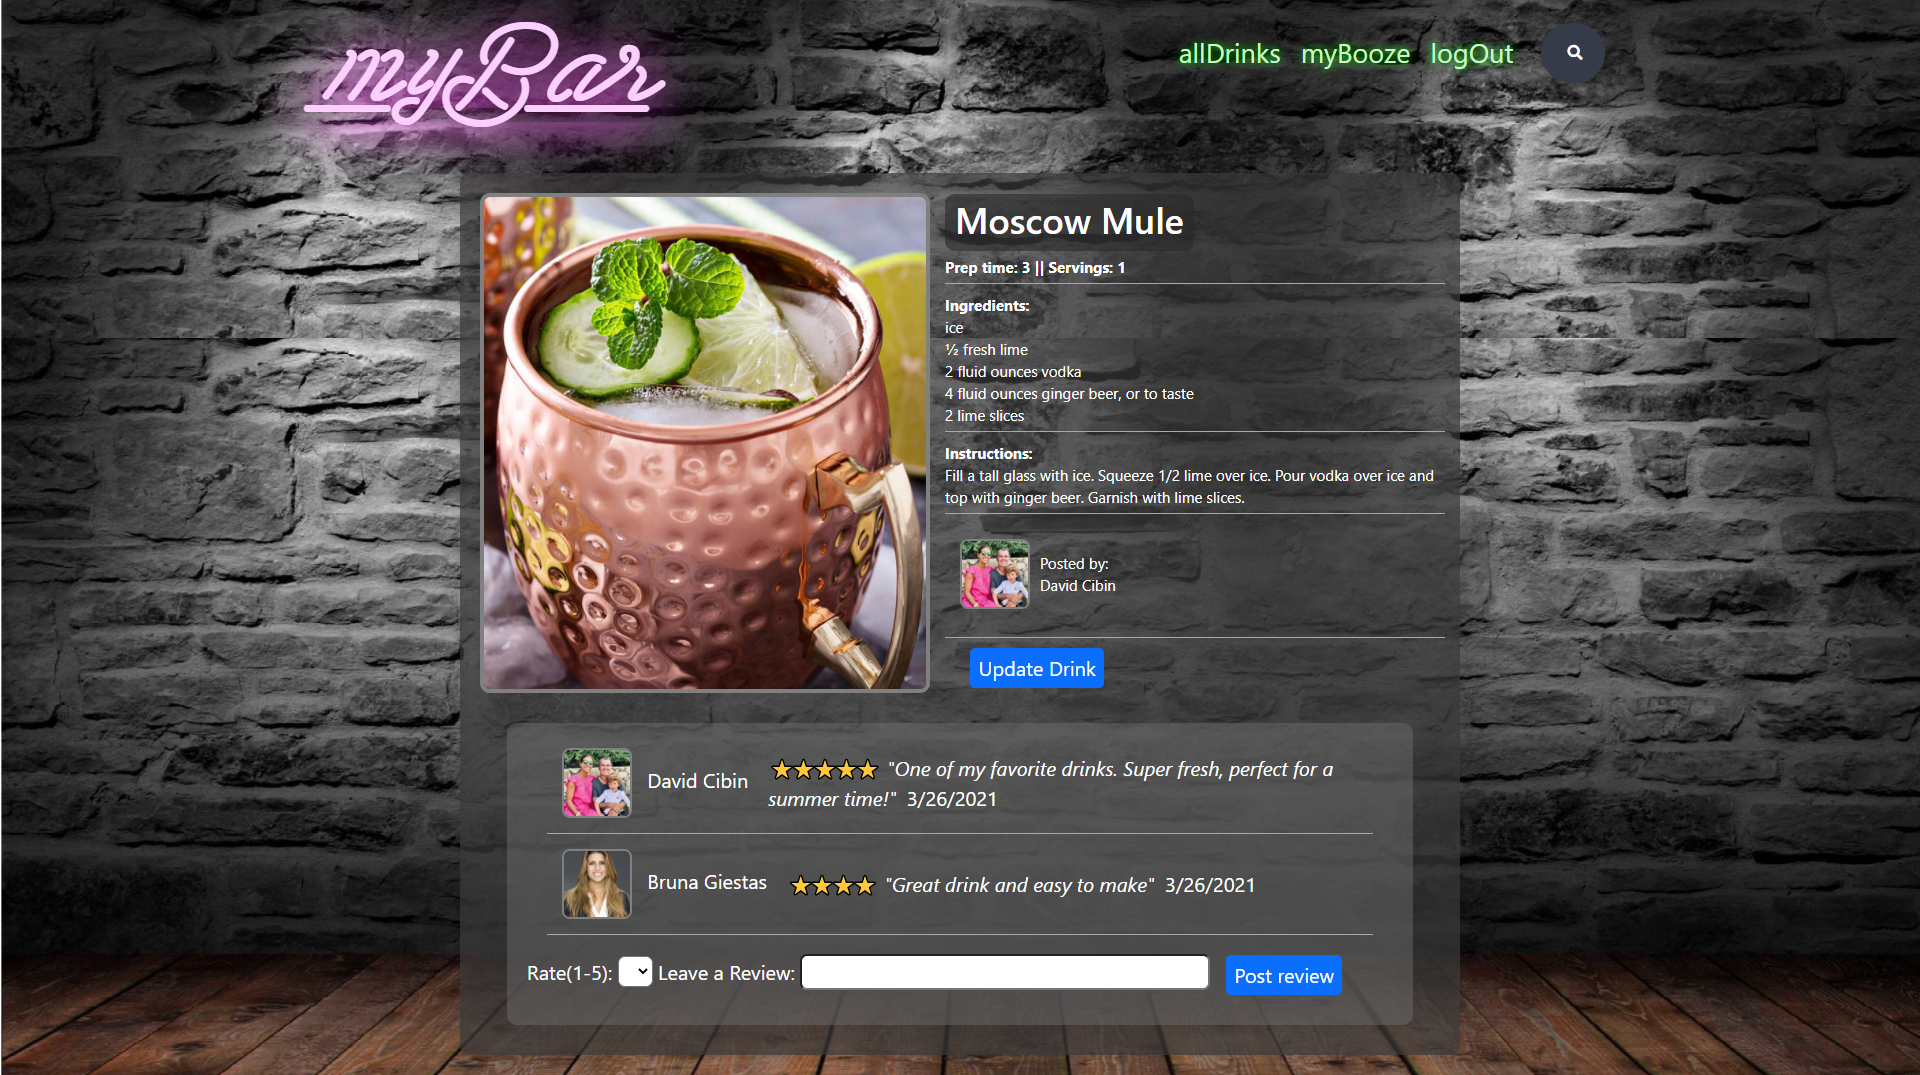 myBar
allDrinks myBooze logOut
Moscow Mule
Prep time: 3 || Servings: 1
Ingredients:
ice
½ fresh lime
2 fluid ounces vodka
4 fluid ounces ginger beer, or to taste
2 lime slices
Instructions:
Fill a tall glass with ice. Squeeze 1/2 lime over ice. Pour vodka over ice and
top with ginger beer. Garnish with lime slices.
Posted by:
David Cibin
Update Drink
David Cibin
"One of my favorite drinks. Super fresh, perfect for a
summer time!" 3/26/2021
Bruna Giestas
"Great drink and easy to make" 3/26/2021
Rate(1-5): Leave a Review: Post review